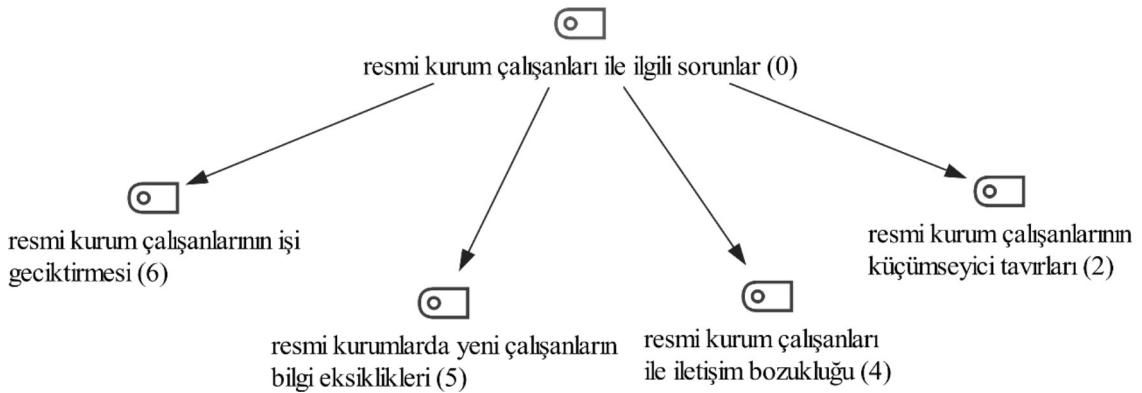 resmi kurum çalışanları ile ilgili sorunlar (0)
resmi kurum çalışanlarının işi
geciktirmesi (6)
resmi kurumlarda yeni çalışanların
bilgi eksiklikleri (5)
resmi kurum çalışanları
ile iletişim bozukluğu (4)
resmi kurum çalışanlarının
küçümseyici tavırları (2)